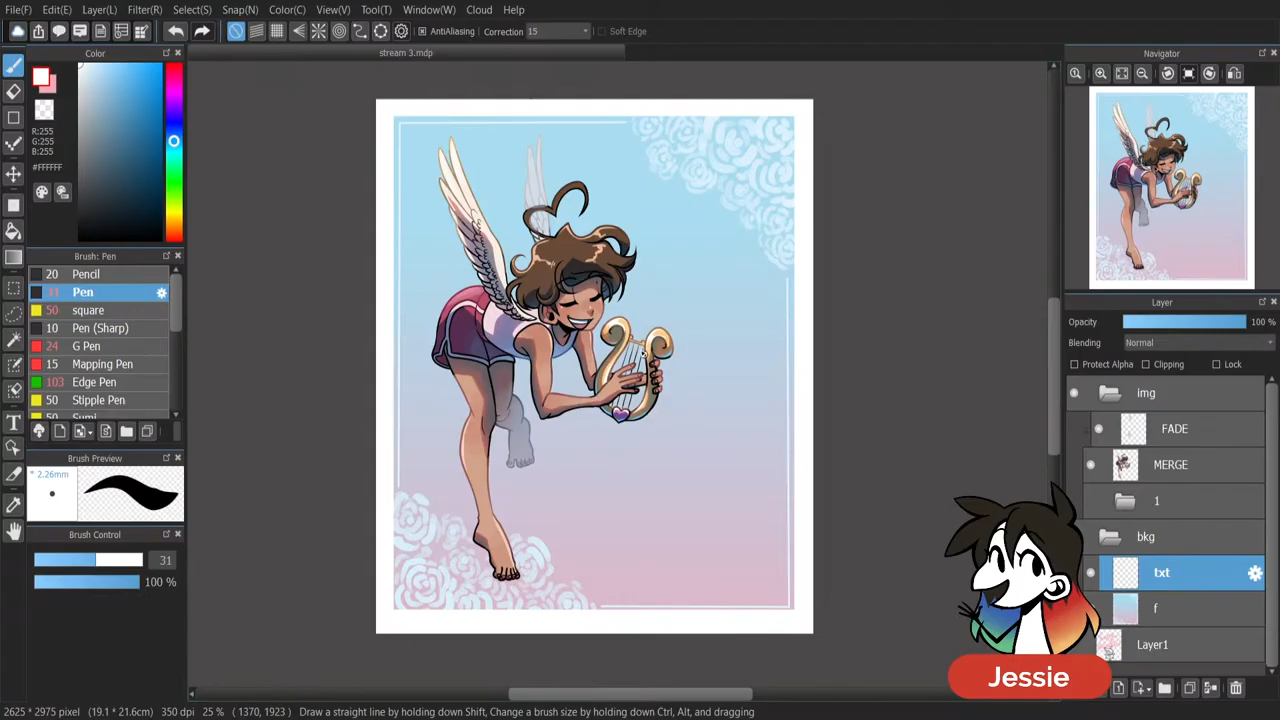 File(F) Edit(E) Layer(L) Filter(R) Select(S) Snap(N) Color(C) View(V) Tool(T) Window(W) Cloud Help
AntiAliasing Correction 15 Soft Edge
stream 3.mdp
Color
R:255
G:255
B:255
#FFFFFF
Brush: Pen
20 Pencil
Pen
50 square
10 Pen (Sharp)
24 G Pen
15 Mapping Pen
103 Edge Pen
50 Stipple Pen
50 Sumi
Brush Preview
* 2.26mm
Brush Control
31
100 %
Navigator
Layer
Opacity 100 %
Blending Normal
Protect Alpha Clipping Lock
img
FADE
MERGE
1
bkg
txt
f
Layer1
Jessie
2625 * 2975 pixel (19.1 * 21.6cm) 350 dpi 25 % ( 1370, 1923 ) Draw a straight line by holding down Shift, Change a brush size by holding down Ctrl, Alt, and dragging